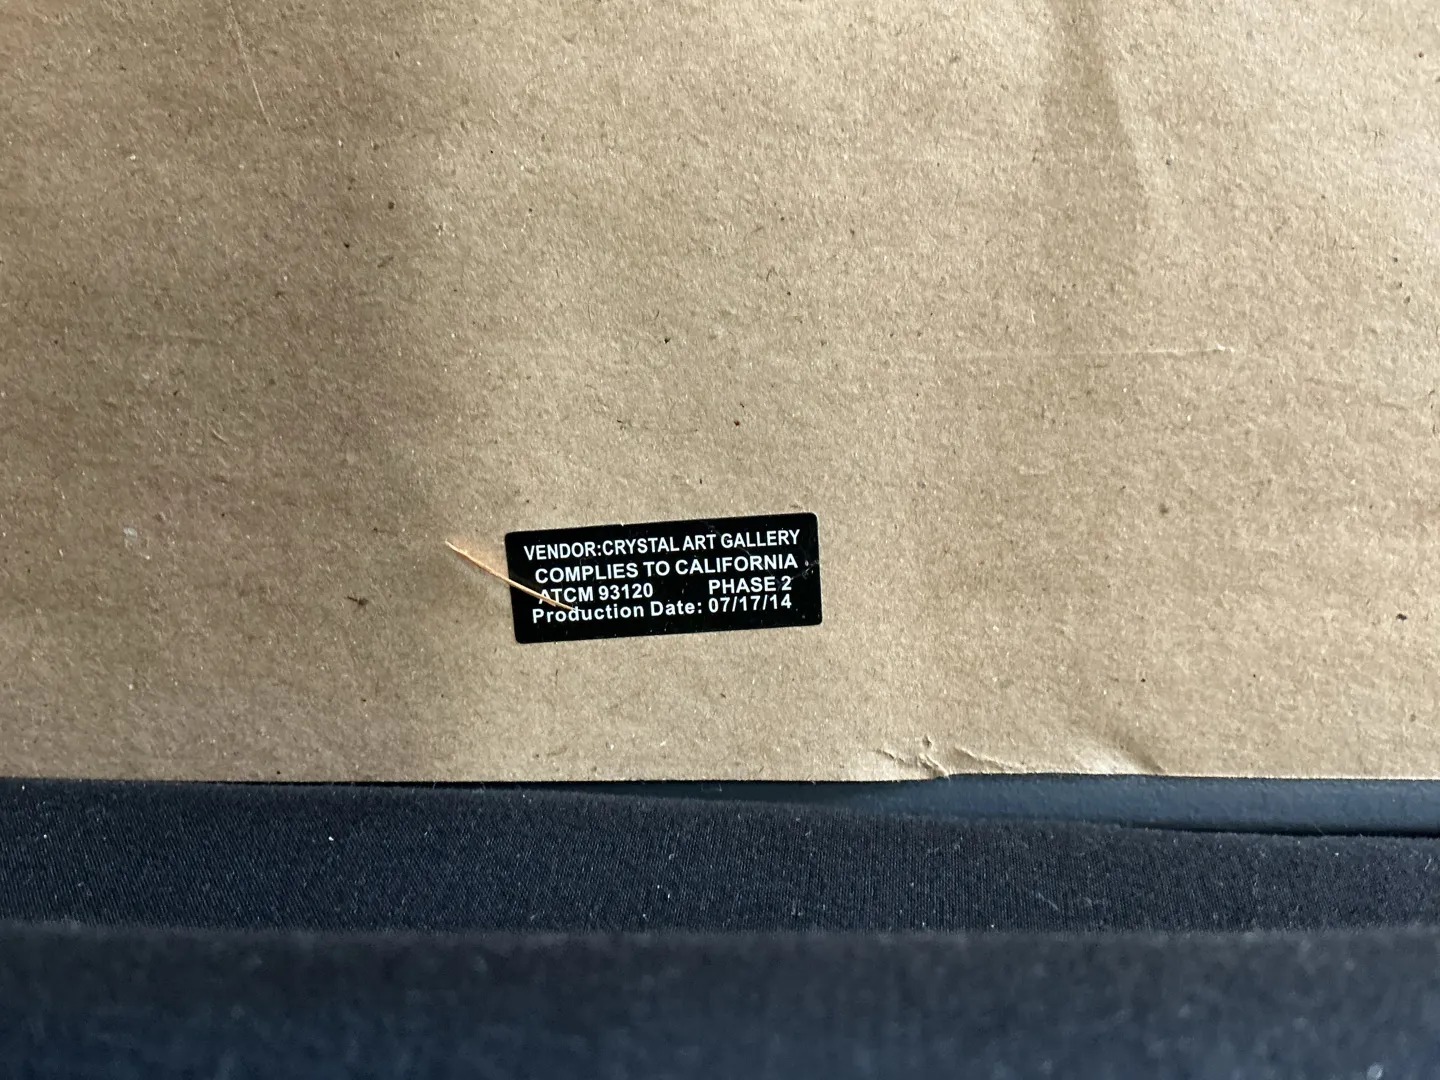 VENDOR:CRYSTAL ART GALLERY
COMPLIES TO CALIFORNIA
ATCM 93120 PHASE 2
Production Date: 07/17/14